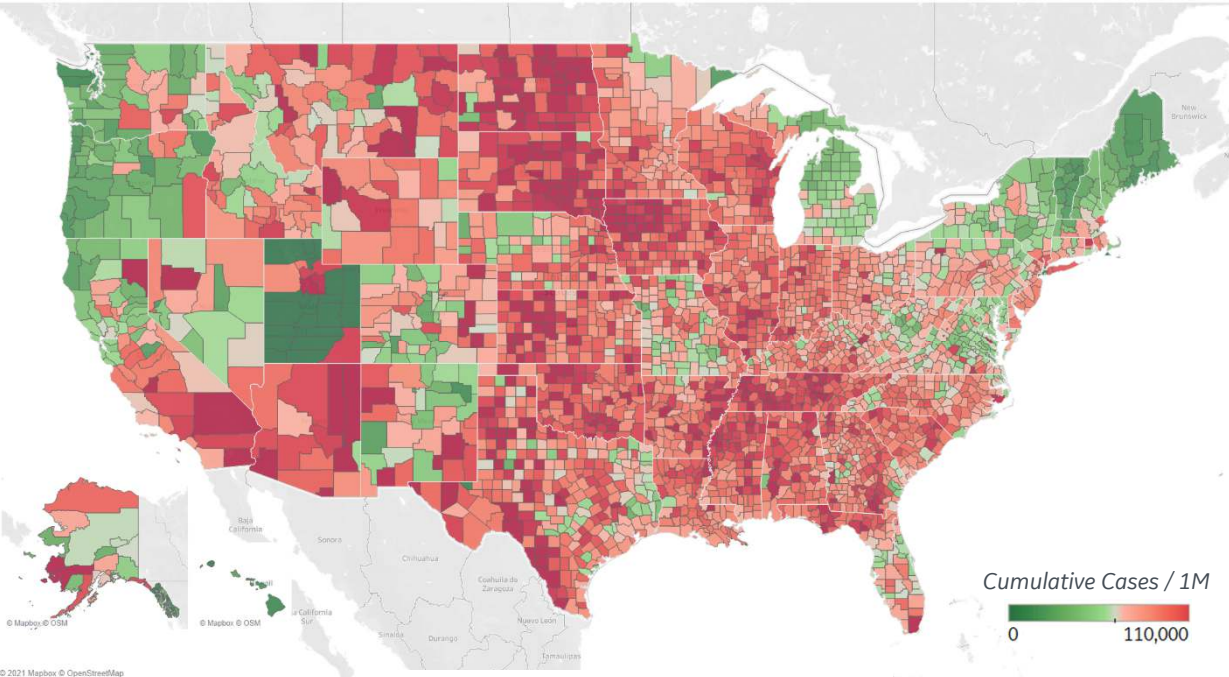 New
Brunswick
Baja
California
Sonora
Chihuahua
Coahuila de
Zaragoza
Nuevo León
Sinaloa
Durango
Tamaulipas
a California
Sur
Cumulative Cases / 1M
0
110,000
© Mapbox © OSM
© Mapbox © OSM
© 2021 Mapbox © OpenStreetMap